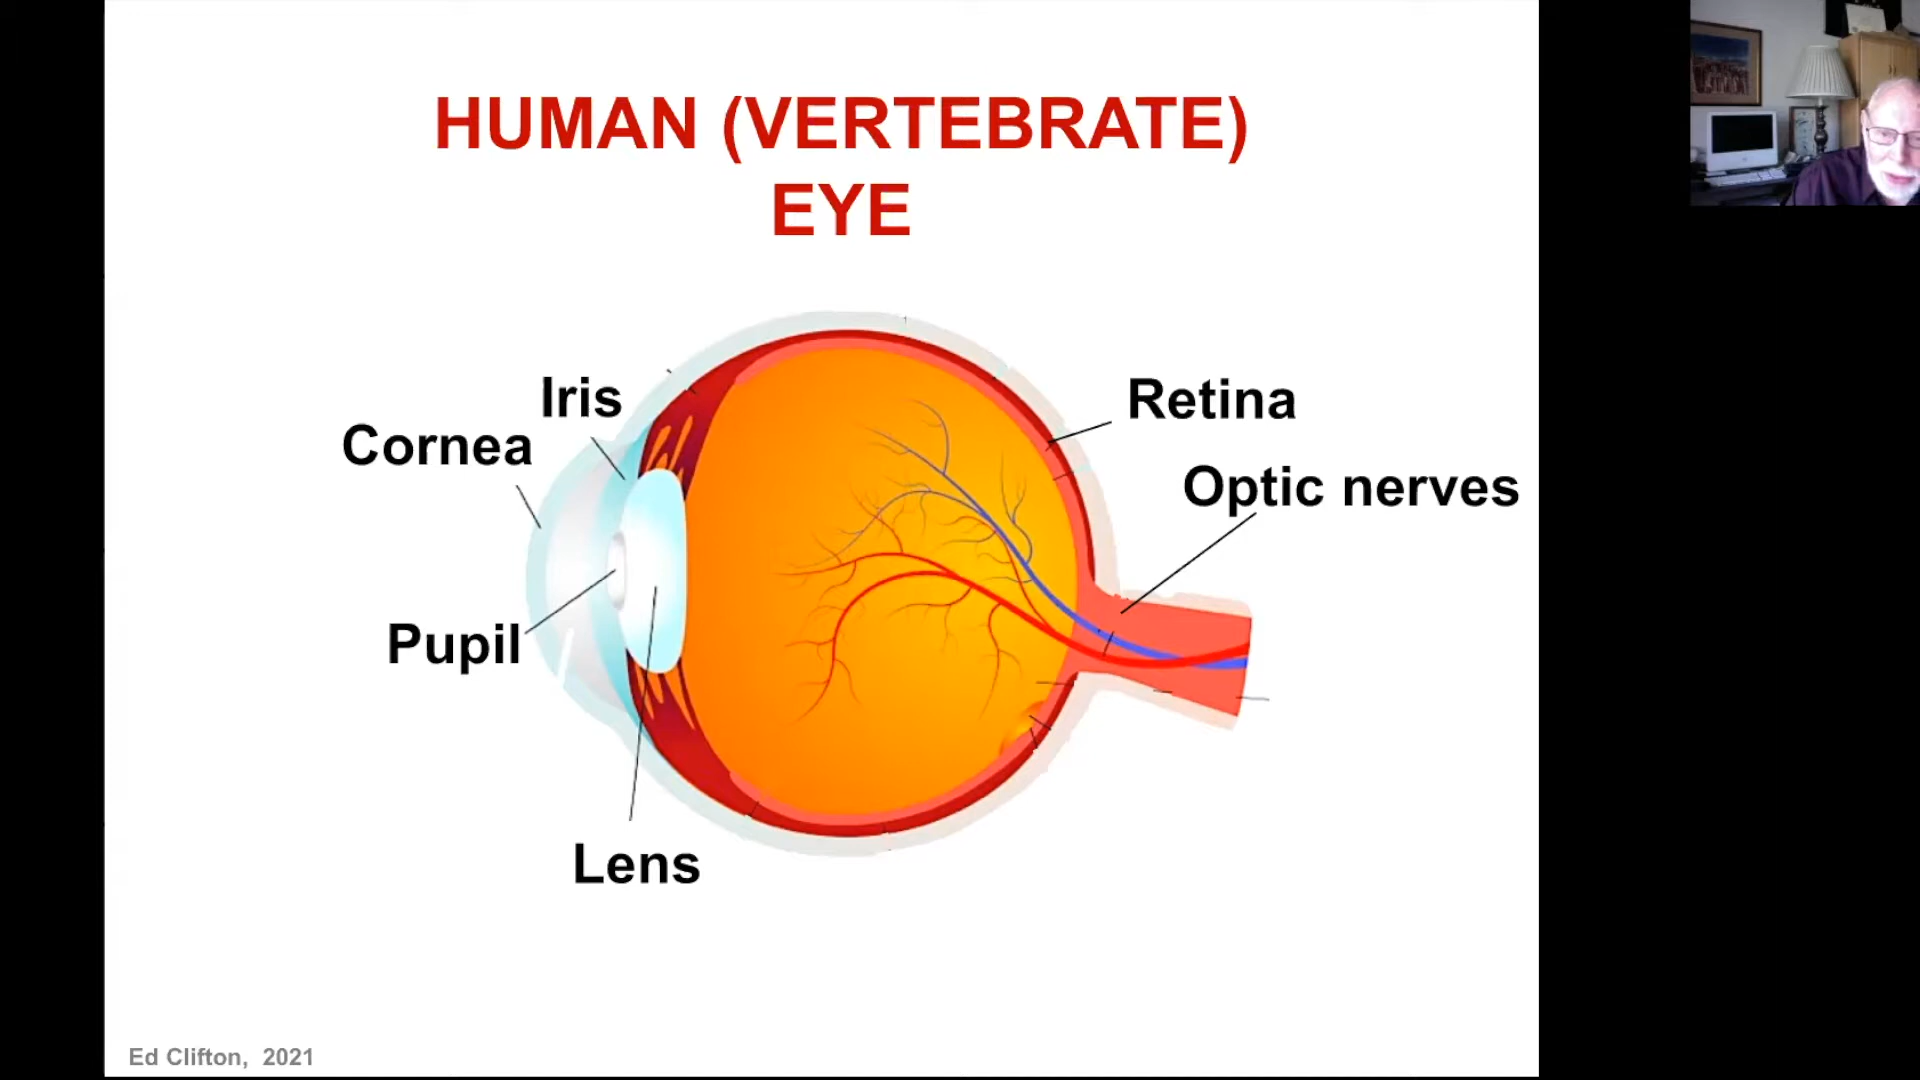 HUMAN (VERTEBRATE)
EYE
Iris
Cornea
Retina
Optic nerves
Pupil
Lens
Ed Clifton, 2021